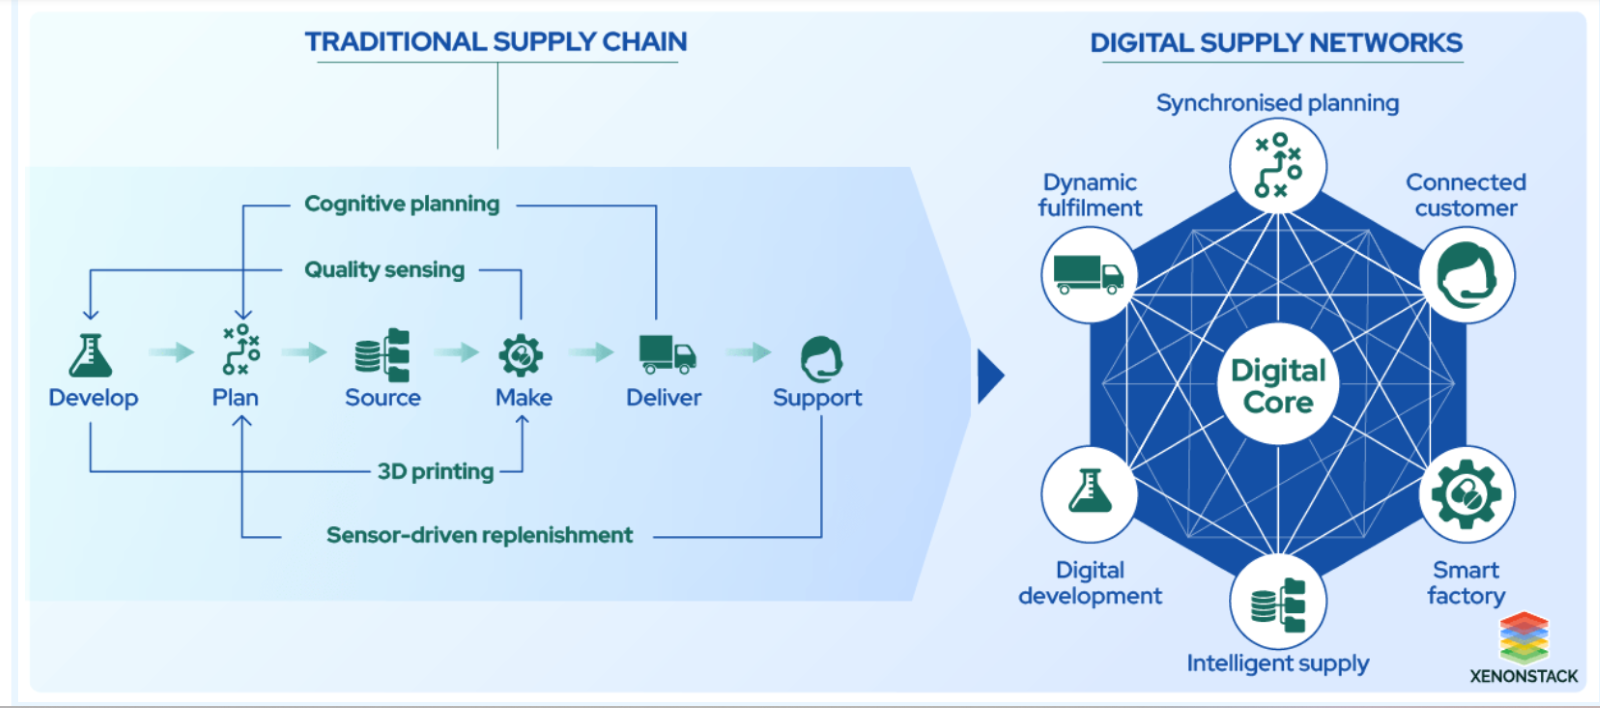 TRADITIONAL SUPPLY CHAIN
Cognitive planning
Quality sensing
Develop
Plan
Source
Make
Deliver
Support
3D printing
Sensor-driven replenishment
DIGITAL SUPPLY NETWORKS
Synchronised planning
Dynamic
fulfilment
Connected
customer
Digital
Core
Digital
development
Smart
factory
Intelligent supply
XENONSTACK